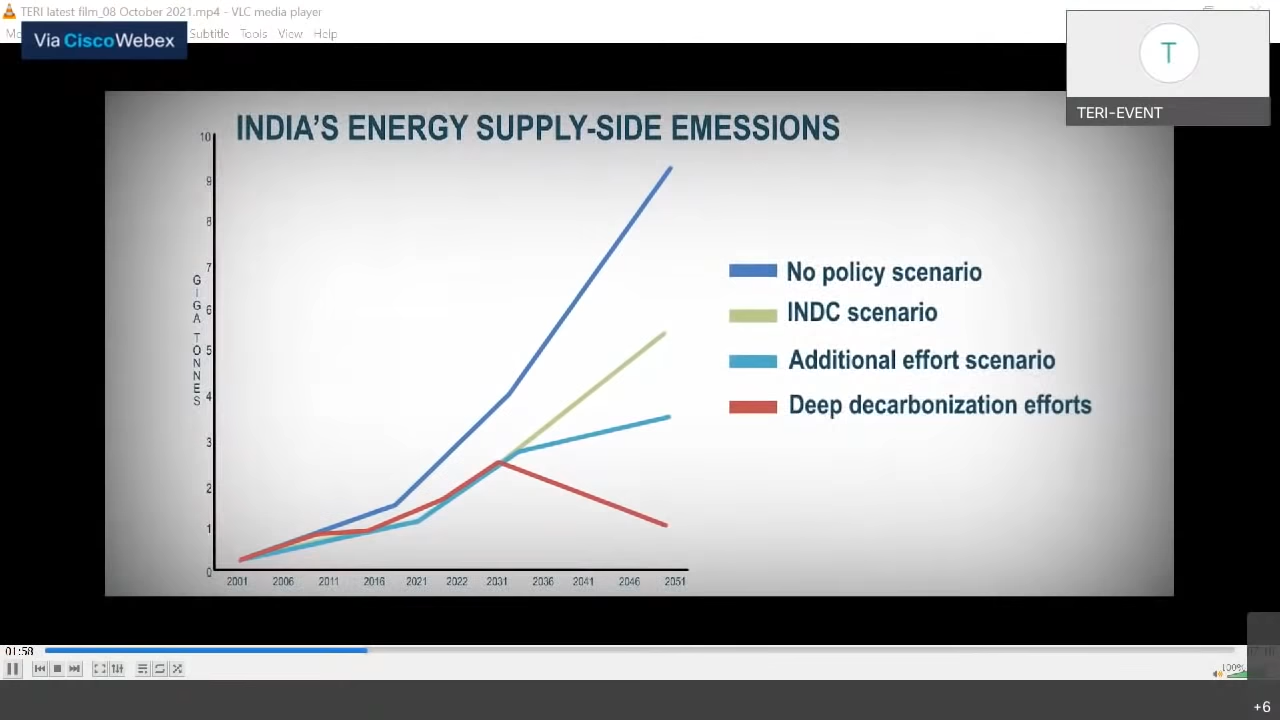 TERI latest film_08 October 2021.mp4 - VLC media player
Subtitle Tools View Help
Via CiscoWebex
T
TERI-EVENT
INDIA'S ENERGY SUPPLY-SIDE EMESSIONS
10
9
8
7
6
5
4
3
2
1
0
GIGA TONNES
No policy scenario
INDC scenario
Additional effort scenario
Deep decarbonization efforts
2001 2006 2011 2016 2021 2022 2031 2036 2041 2046 2051
01:58
100%
+6